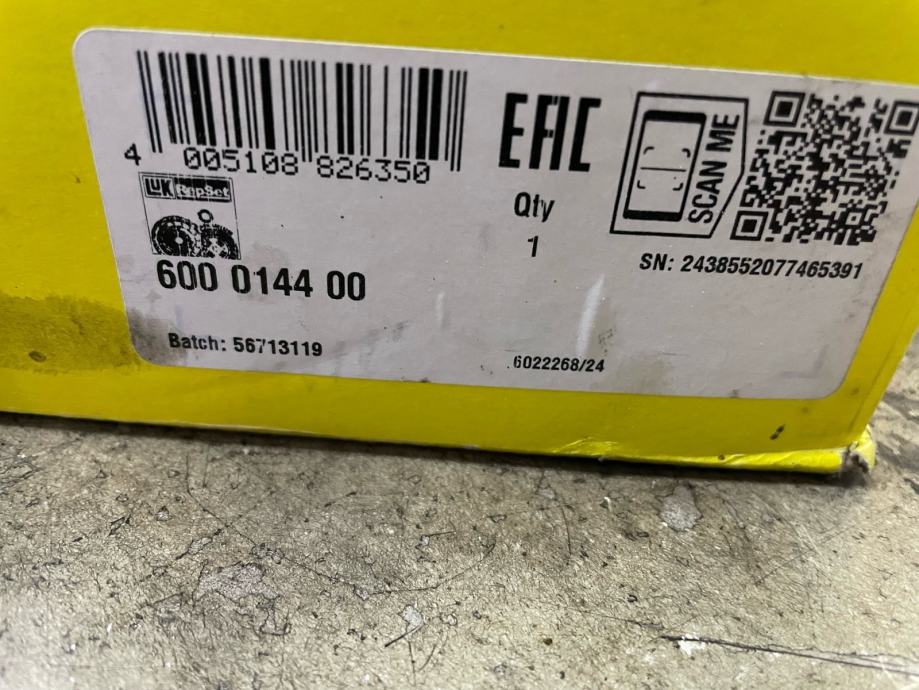 4 005108 826350
EAC
SCAN ME
LuK RepSet
Qty
1
600 0144 00
SN: 2438552077465391
Batch: 56713119
6022268/24